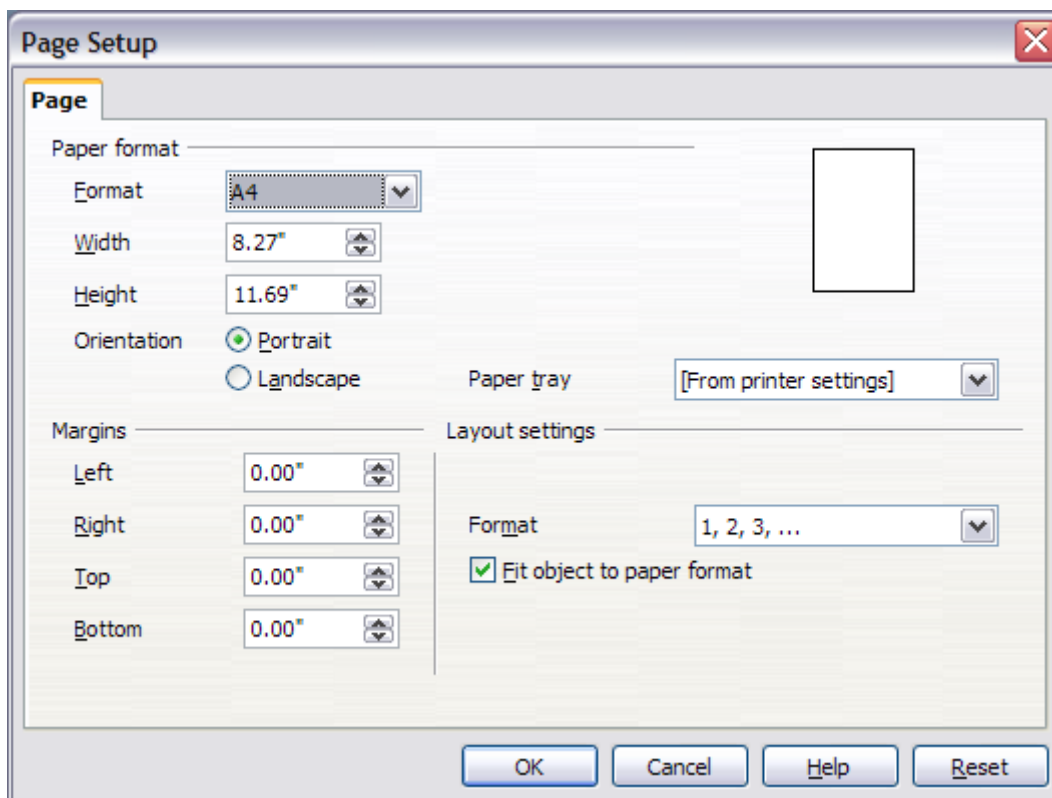 Page Setup
Page
Paper format
Format A4
Width 8.27"
Height 11.69"
Orientation Portrait
Landscape Paper tray [From printer settings]
Margins Layout settings
Left 0.00"
Right 0.00" Format 1, 2, 3, ...
Top 0.00" Fit object to paper format
Bottom 0.00"
OK Cancel Help Reset